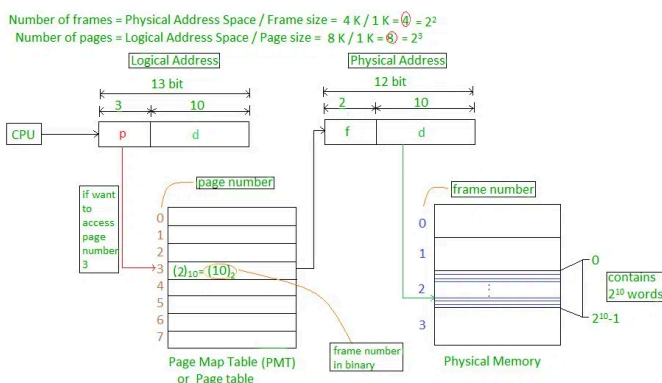 Number of frames = Physical Address Space / Frame size = 4 K / 1 K = 4 = 2²
Number of pages = Logical Address Space / Page size = 8 K / 1 K = 8 = 2³
Logical Address
Physical Address
13 bit
12 bit
3
10
2
10
CPU
p
d
f
d
if want
to
access
page
number
3
page number
frame number
0
1
2
3
4
5
6
7
(2)₁₀ = (10)₂
0
1
2
3
0
contains
2¹⁰ words
2¹⁰-1
frame number
in binary
Page Map Table (PMT)
or Page table
Physical Memory